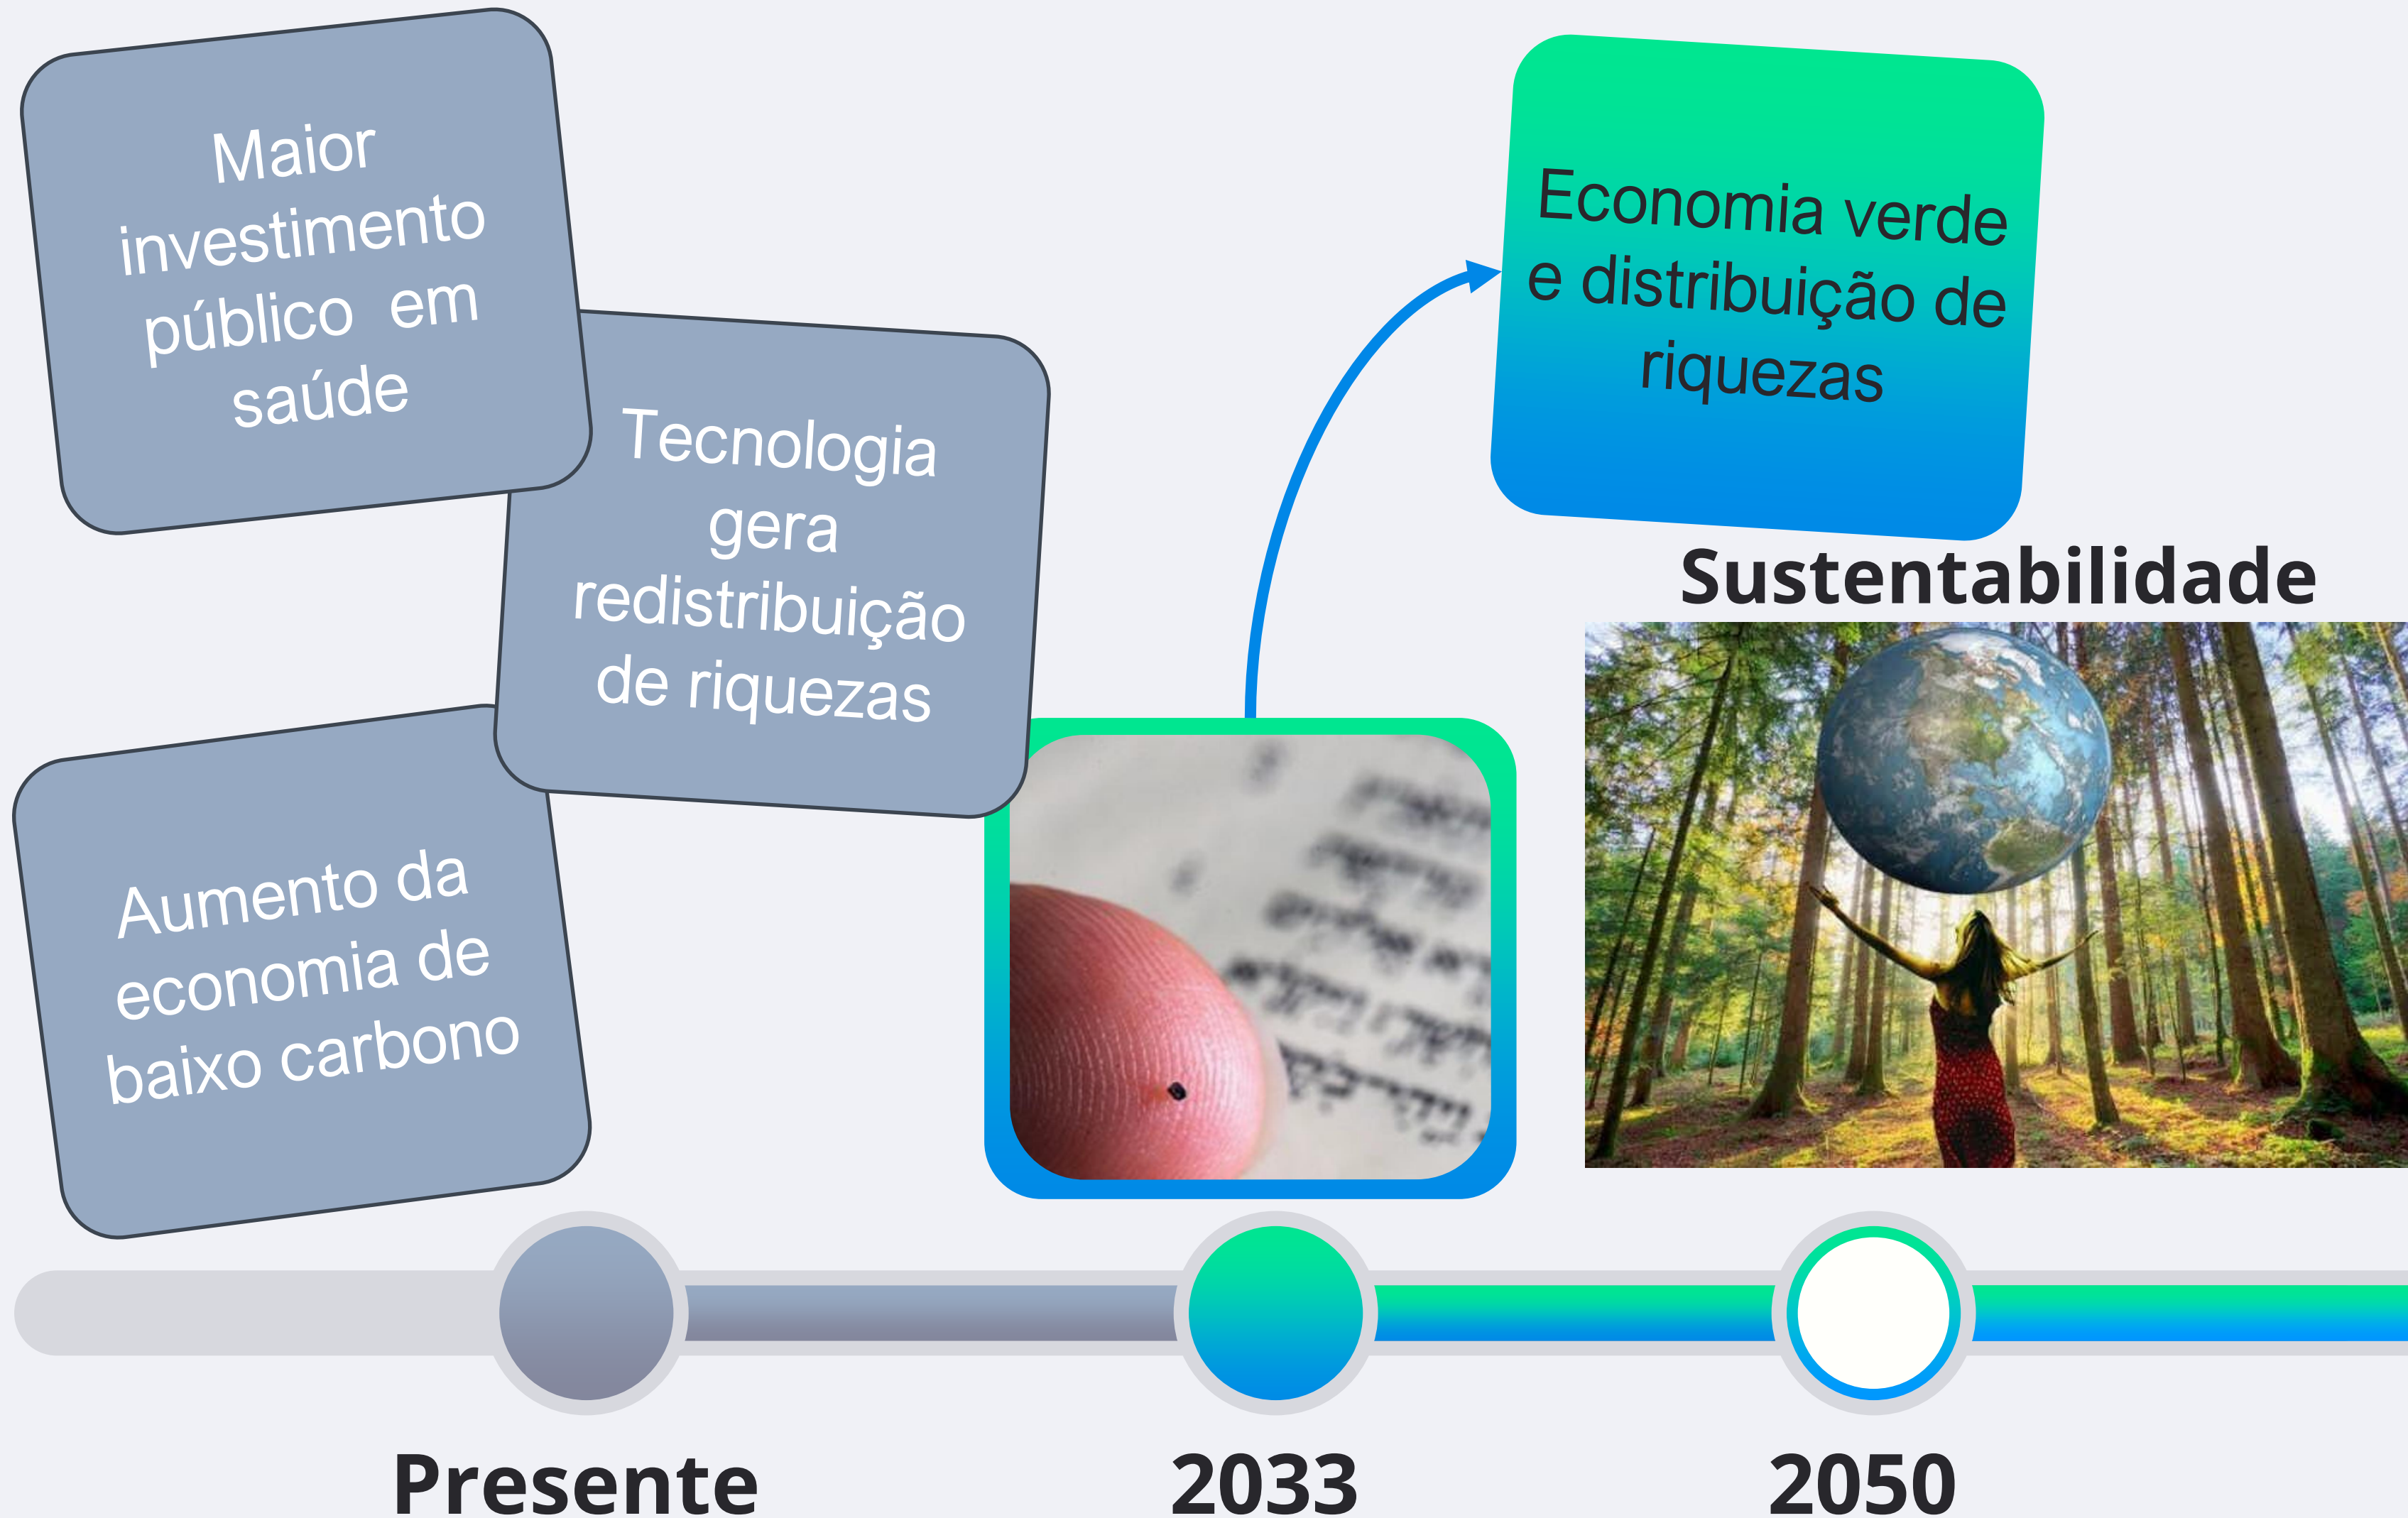 Maior
investimento
público  em
saúde
Tecnologia
gera
redistribuição
de riquezas
Aumento da
economia de
baixo carbono
Economia verde
e distribuição de
riquezas
Sustentabilidade
Presente
2033
2050